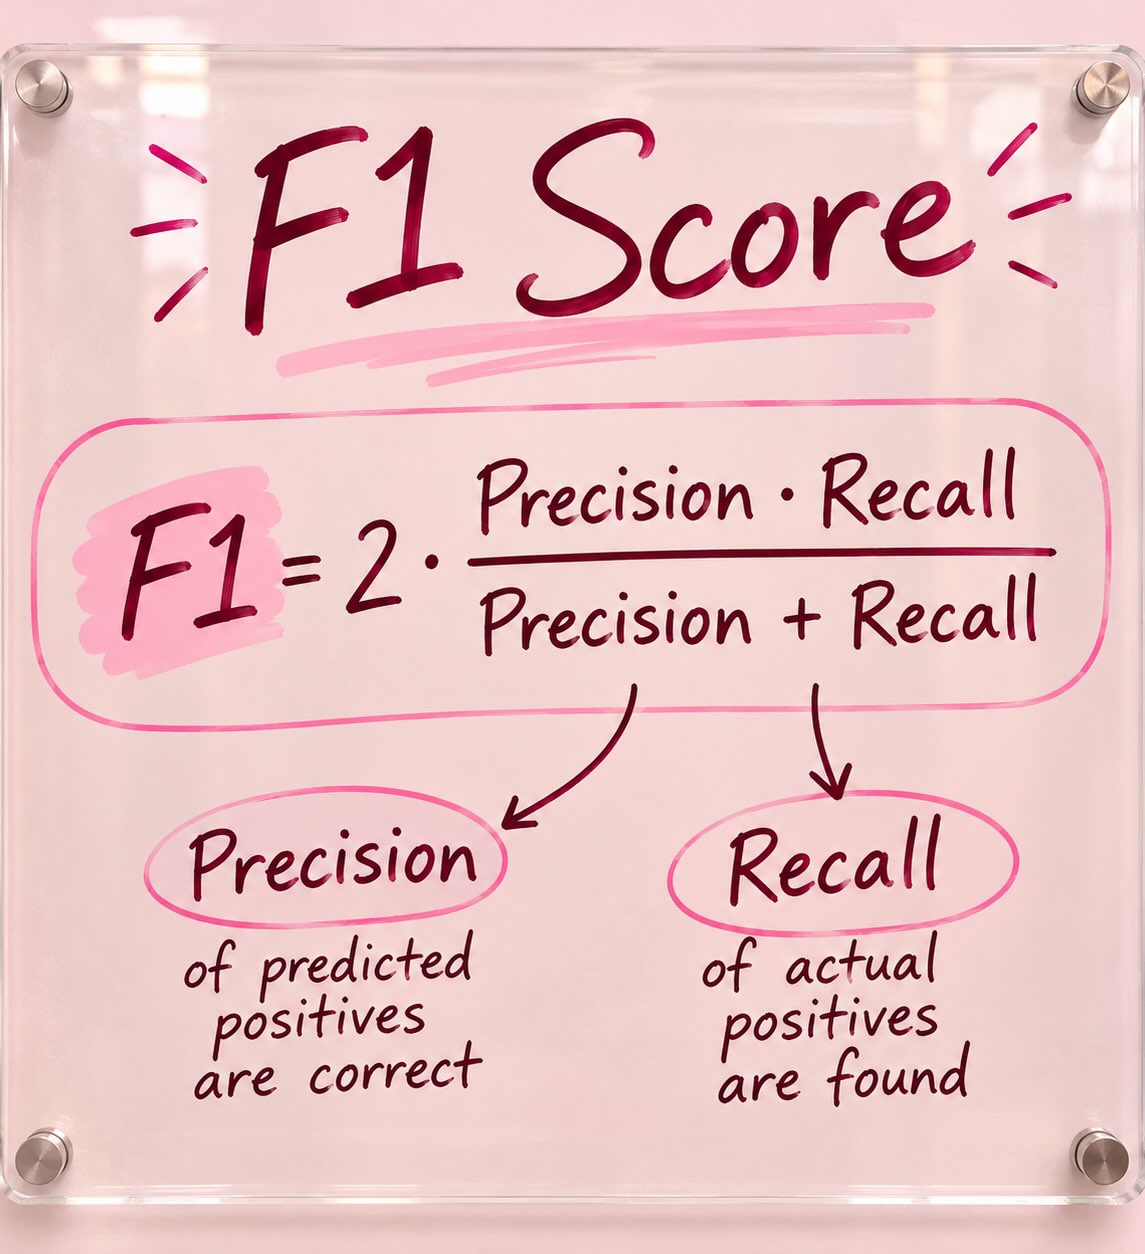 F1 Score
F1 = 2 · Precision · Recall / Precision + Recall
Precision
of predicted
positives
are correct
Recall
of actual
positives
are found